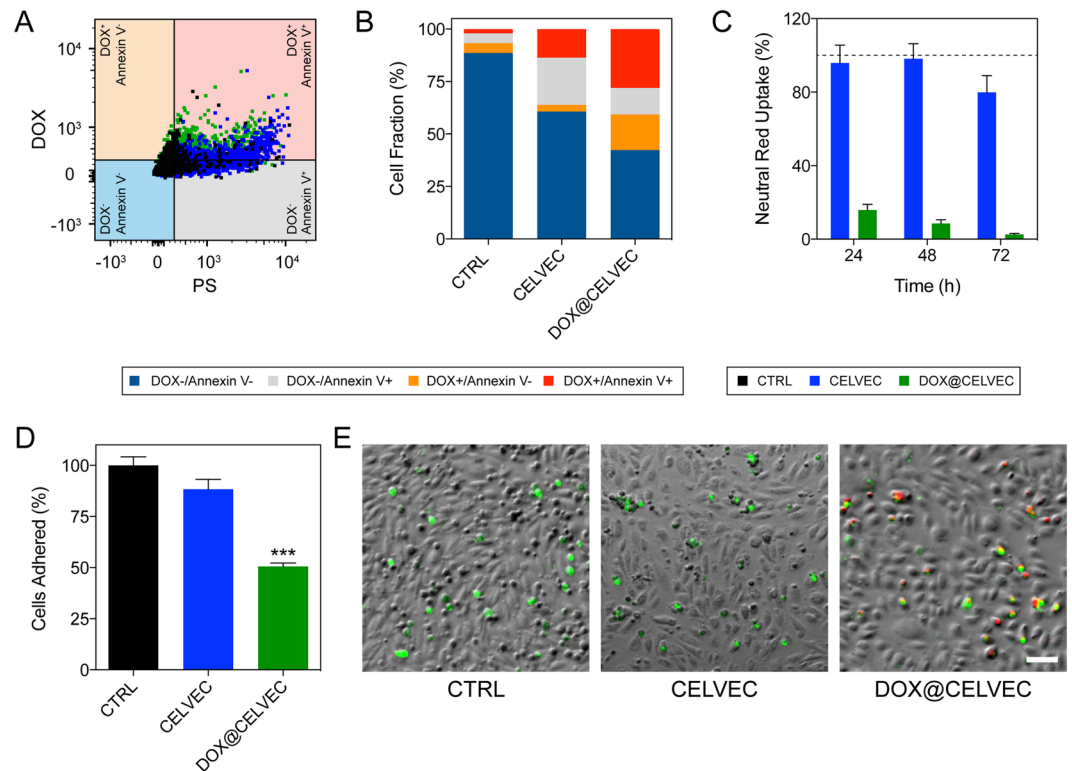 A
DOX⁺
Annexin V⁻
DOX⁺
Annexin V⁺
DOX⁻
Annexin V⁻
DOX⁻
Annexin V⁺
DOX
10⁴
10³
0
-10³
-10³
0
10³
10⁴
PS
B
Cell Fraction (%)
100
75
50
25
0
CTRL
CELVEC
DOX@CELVEC
C
Neutral Red Uptake (%)
120
80
40
0
24
48
72
Time (h)
DOX-/Annexin V- DOX-/Annexin V+ DOX+/Annexin V- DOX+/Annexin V+
CTRL CELVEC DOX@CELVEC
D
Cells Adhered (%)
100
75
50
25
0
***
CTRL
CELVEC
DOX@CELVEC
E
CTRL
CELVEC
DOX@CELVEC